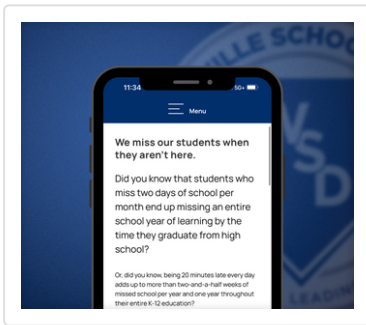 VILLE SCHO
11:34
5G+
Menu
We miss our students when
they aren't here.
Did you know that students who
miss two days of school per
month end up missing an entire
school year of learning by the
time they graduate from high
school?
Or, did you know, being 20 minutes late every day
adds up to more than two-and-a-half weeks of
missed school per year and one year throughout
their entire K-12 education?
VSD
LEADIN